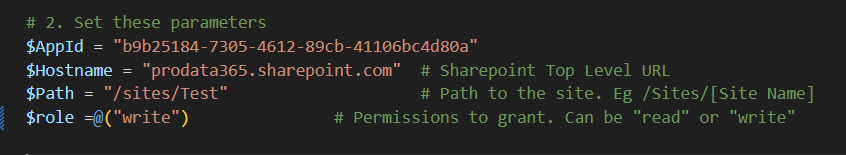 # 2. Set these parameters
$AppId = "b9b25184-7305-4612-89cb-41106bc4d80a"
$Hostname = "prodata365.sharepoint.com"  # Sharepoint Top Level URL
$Path = "/sites/Test"                    # Path to the site. Eg /Sites/[Site Name]
$role =@("write")               # Permissions to grant. Can be "read" or "write"